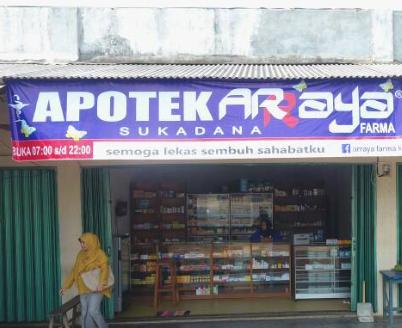 APOTEK ARRaya®
SUKADANA FARMA
BUKA 07:00 s/d 22:00 semoga lekas sembuh sahabatku arraya farma